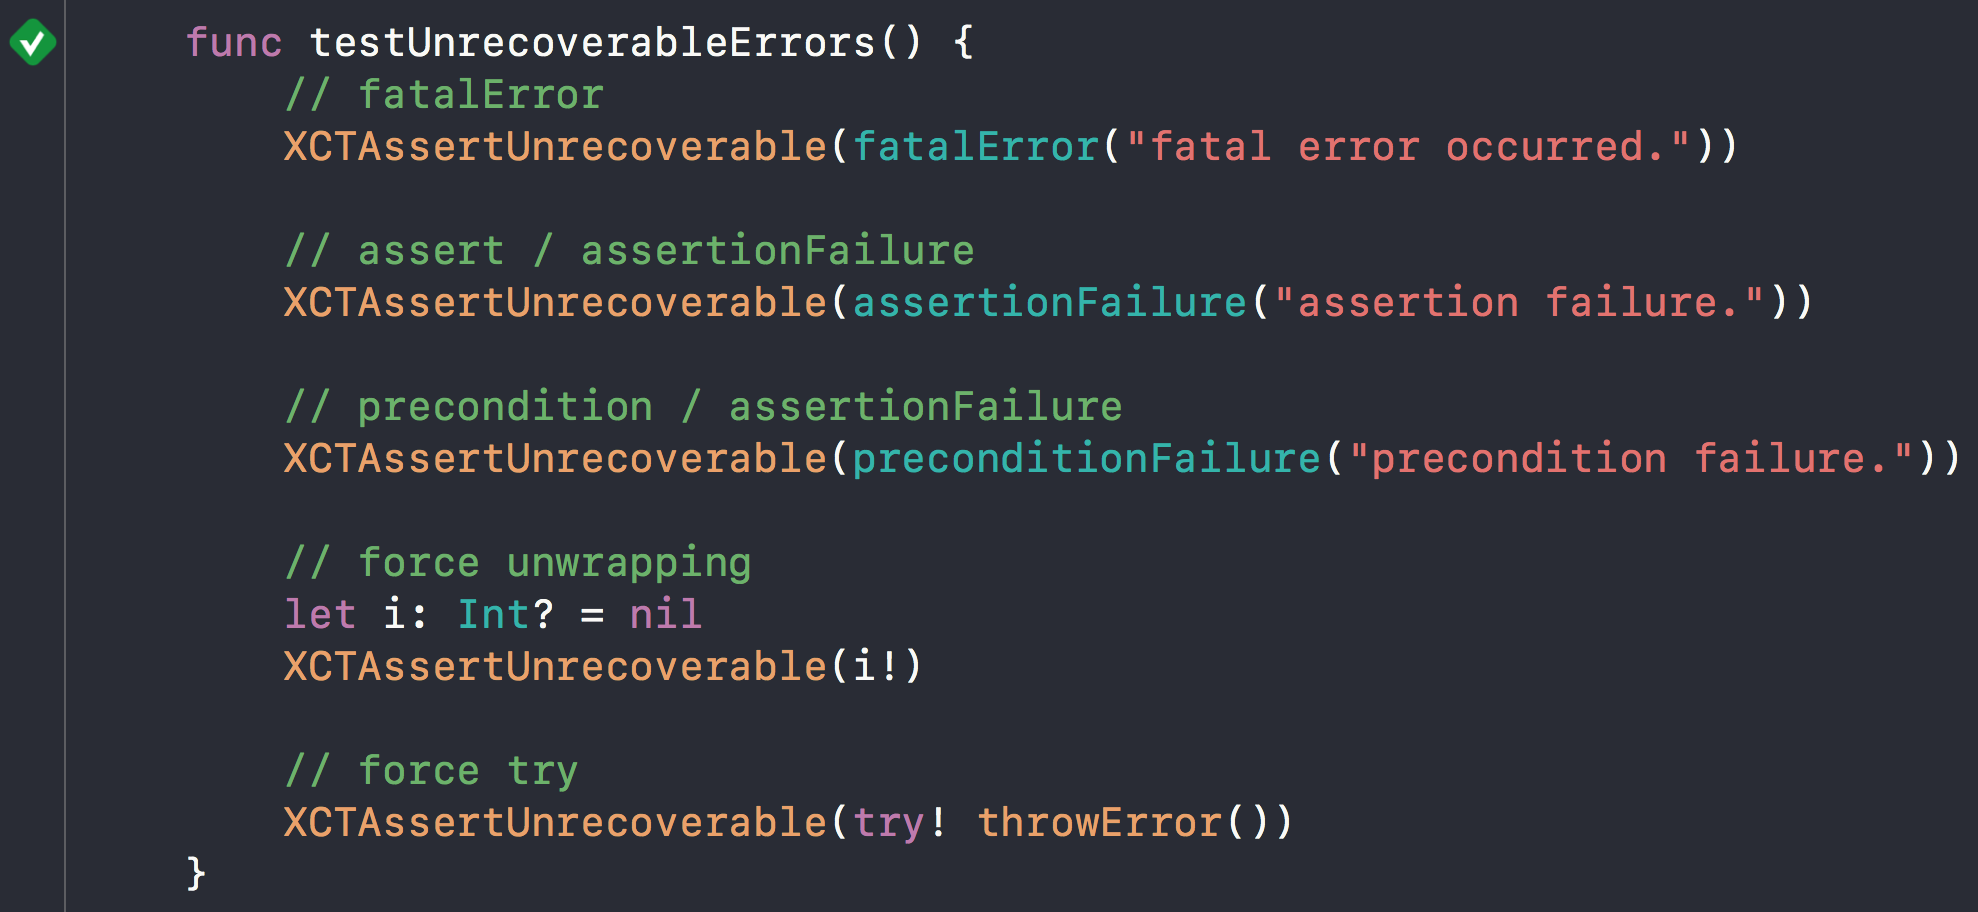 func testUnrecoverableErrors() {
// fatalError
XCTAssertUnrecoverable(fatalError("fatal error occurred."))
// assert / assertionFailure
XCTAssertUnrecoverable(assertionFailure("assertion failure."))
// precondition / assertionFailure
XCTAssertUnrecoverable(preconditionFailure("precondition failure."))
// force unwrapping
let i: Int? = nil
XCTAssertUnrecoverable(i!)
// force try
XCTAssertUnrecoverable(try! throwError())
}